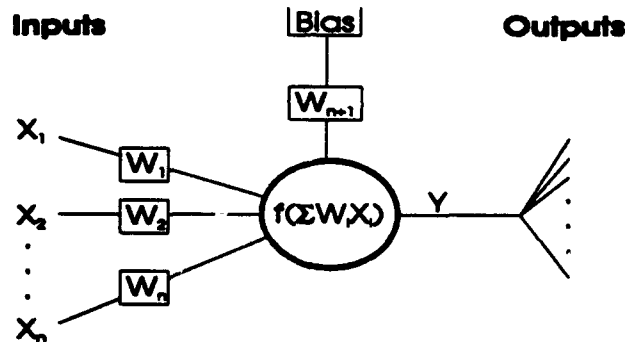 Inputs
Bias
Outputs
W_{n+1}
X_1
W_1
X_2
W_2
f(ΣW_iX_i)
Y
W_n
X_n